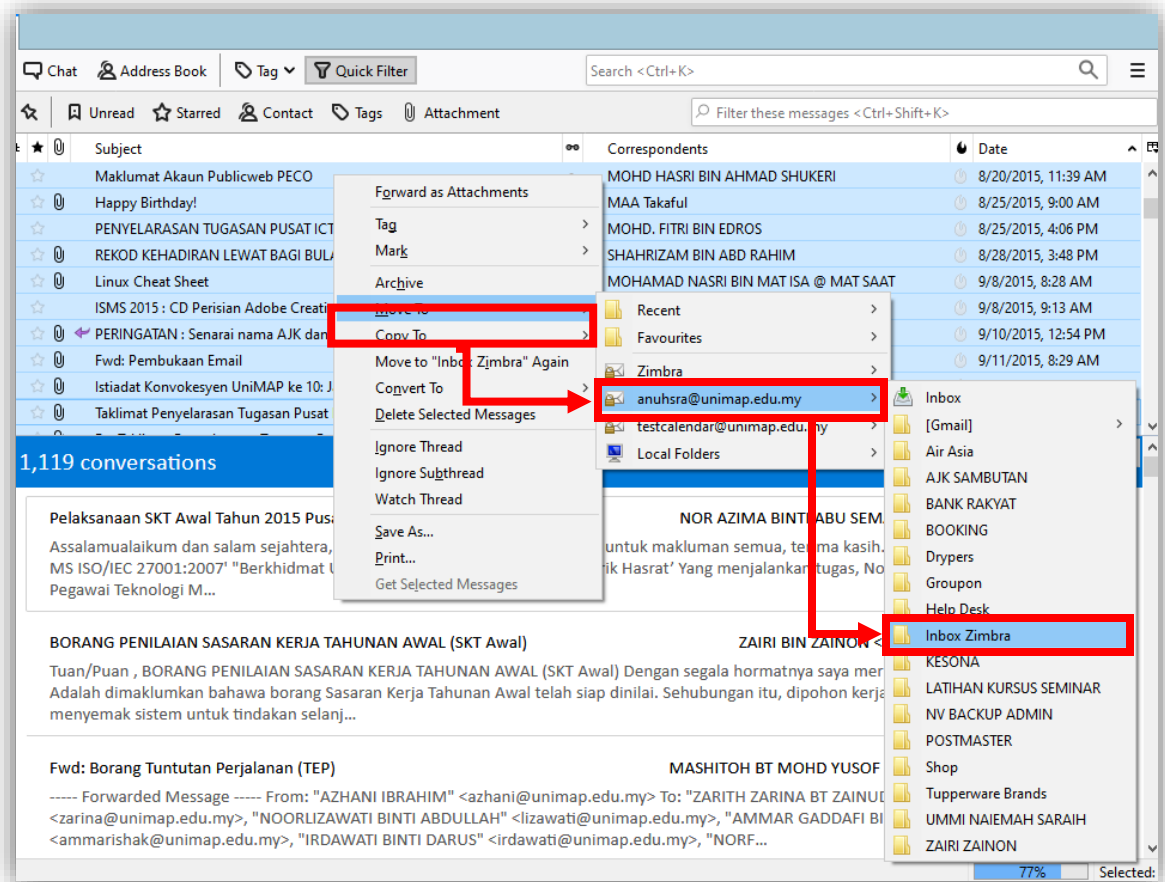 Chat Address Book Tag Quick Filter Search <Ctrl+K>
Unread Starred Contact Tags Attachment Filter these messages <Ctrl+Shift+K>
Subject Correspondents Date
Maklumat Akaun Publicweb PECO MOHD HASRI BIN AHMAD SHUKERI 8/20/2015, 11:39 AM
Happy Birthday! MAA Takaful 8/25/2015, 9:00 AM
PENYELARASAN TUGASAN PUSAT ICT MOHD. FITRI BIN EDROS 8/25/2015, 4:06 PM
REKOD KEHADIRAN LEWAT BAGI BUL SHAHRIZAM BIN ABD RAHIM 8/28/2015, 3:48 PM
Linux Cheat Sheet MOHAMAD NASRI BIN MAT ISA @ MAT SAAT 9/8/2015, 8:28 AM
ISMS 2015 : CD Perisian Adobe Creati 9/8/2015, 9:13 AM
PERINGATAN : Senarai nama AJK dan 9/10/2015, 12:54 PM
Fwd: Pembukaan Email 9/11/2015, 8:29 AM
Istiadat Konvokesyen UniMAP ke 10: J
Taklimat Penyelarasan Tugasan Pusat
Forward as Attachments
Tag
Mark
Archive
Move To
Copy To
Move to "Inbox Zimbra" Again
Convert To
Delete Selected Messages
Ignore Thread
Ignore Subthread
Watch Thread
Save As...
Print...
Get Selected Messages
Recent
Favourites
Zimbra
anuhsra@unimap.edu.my
testcalendar@unimap.edu.my
Local Folders
Inbox
[Gmail]
Air Asia
AJK SAMBUTAN
BANK RAKYAT
BOOKING
Drypers
Groupon
Help Desk
Inbox Zimbra
KESONA
LATIHAN KURSUS SEMINAR
NV BACKUP ADMIN
POSTMASTER
Shop
Tupperware Brands
UMMI NAIEMAH SARAIH
ZAIRI ZAINON
1,119 conversations
Pelaksanaan SKT Awal Tahun 2015 Pus NOR AZIMA BINTI ABU SEM
Assalamualaikum dan salam sejahtera, untuk makluman semua, terima kasih.
MS ISO/IEC 27001:2007' "Berkhidmat rik Hasrat' Yang menjalankan tugas, No
Pegawai Teknologi M...
BORANG PENILAIAN SASARAN KERJA TAHUNAN AWAL (SKT Awal) ZAIRI BIN ZAINON <
Tuan/Puan , BORANG PENILAIAN SASARAN KERJA TAHUNAN AWAL (SKT Awal) Dengan segala hormatnya saya mer
Adalah dimaklumkan bahawa borang Sasaran Kerja Tahunan Awal telah siap dinilai. Sehubungan itu, dipohon kerja
menyemak sistem untuk tindakan selanj...
Fwd: Borang Tuntutan Perjalanan (TEP) MASHITOH BT MOHD YUSOF
----- Forwarded Message ----- From: "AZHANI IBRAHIM" <azhani@unimap.edu.my> To: "ZARITH ZARINA BT ZAINUD
<zarina@unimap.edu.my>, "NOORLIZAWATI BINTI ABDULLAH" <lizawati@unimap.edu.my>, "AMMAR GADDAFI BI
<ammarishak@unimap.edu.my>, "IRDAWATI BINTI DARUS" <irdawati@unimap.edu.my>, "NORF...
77% Selected: